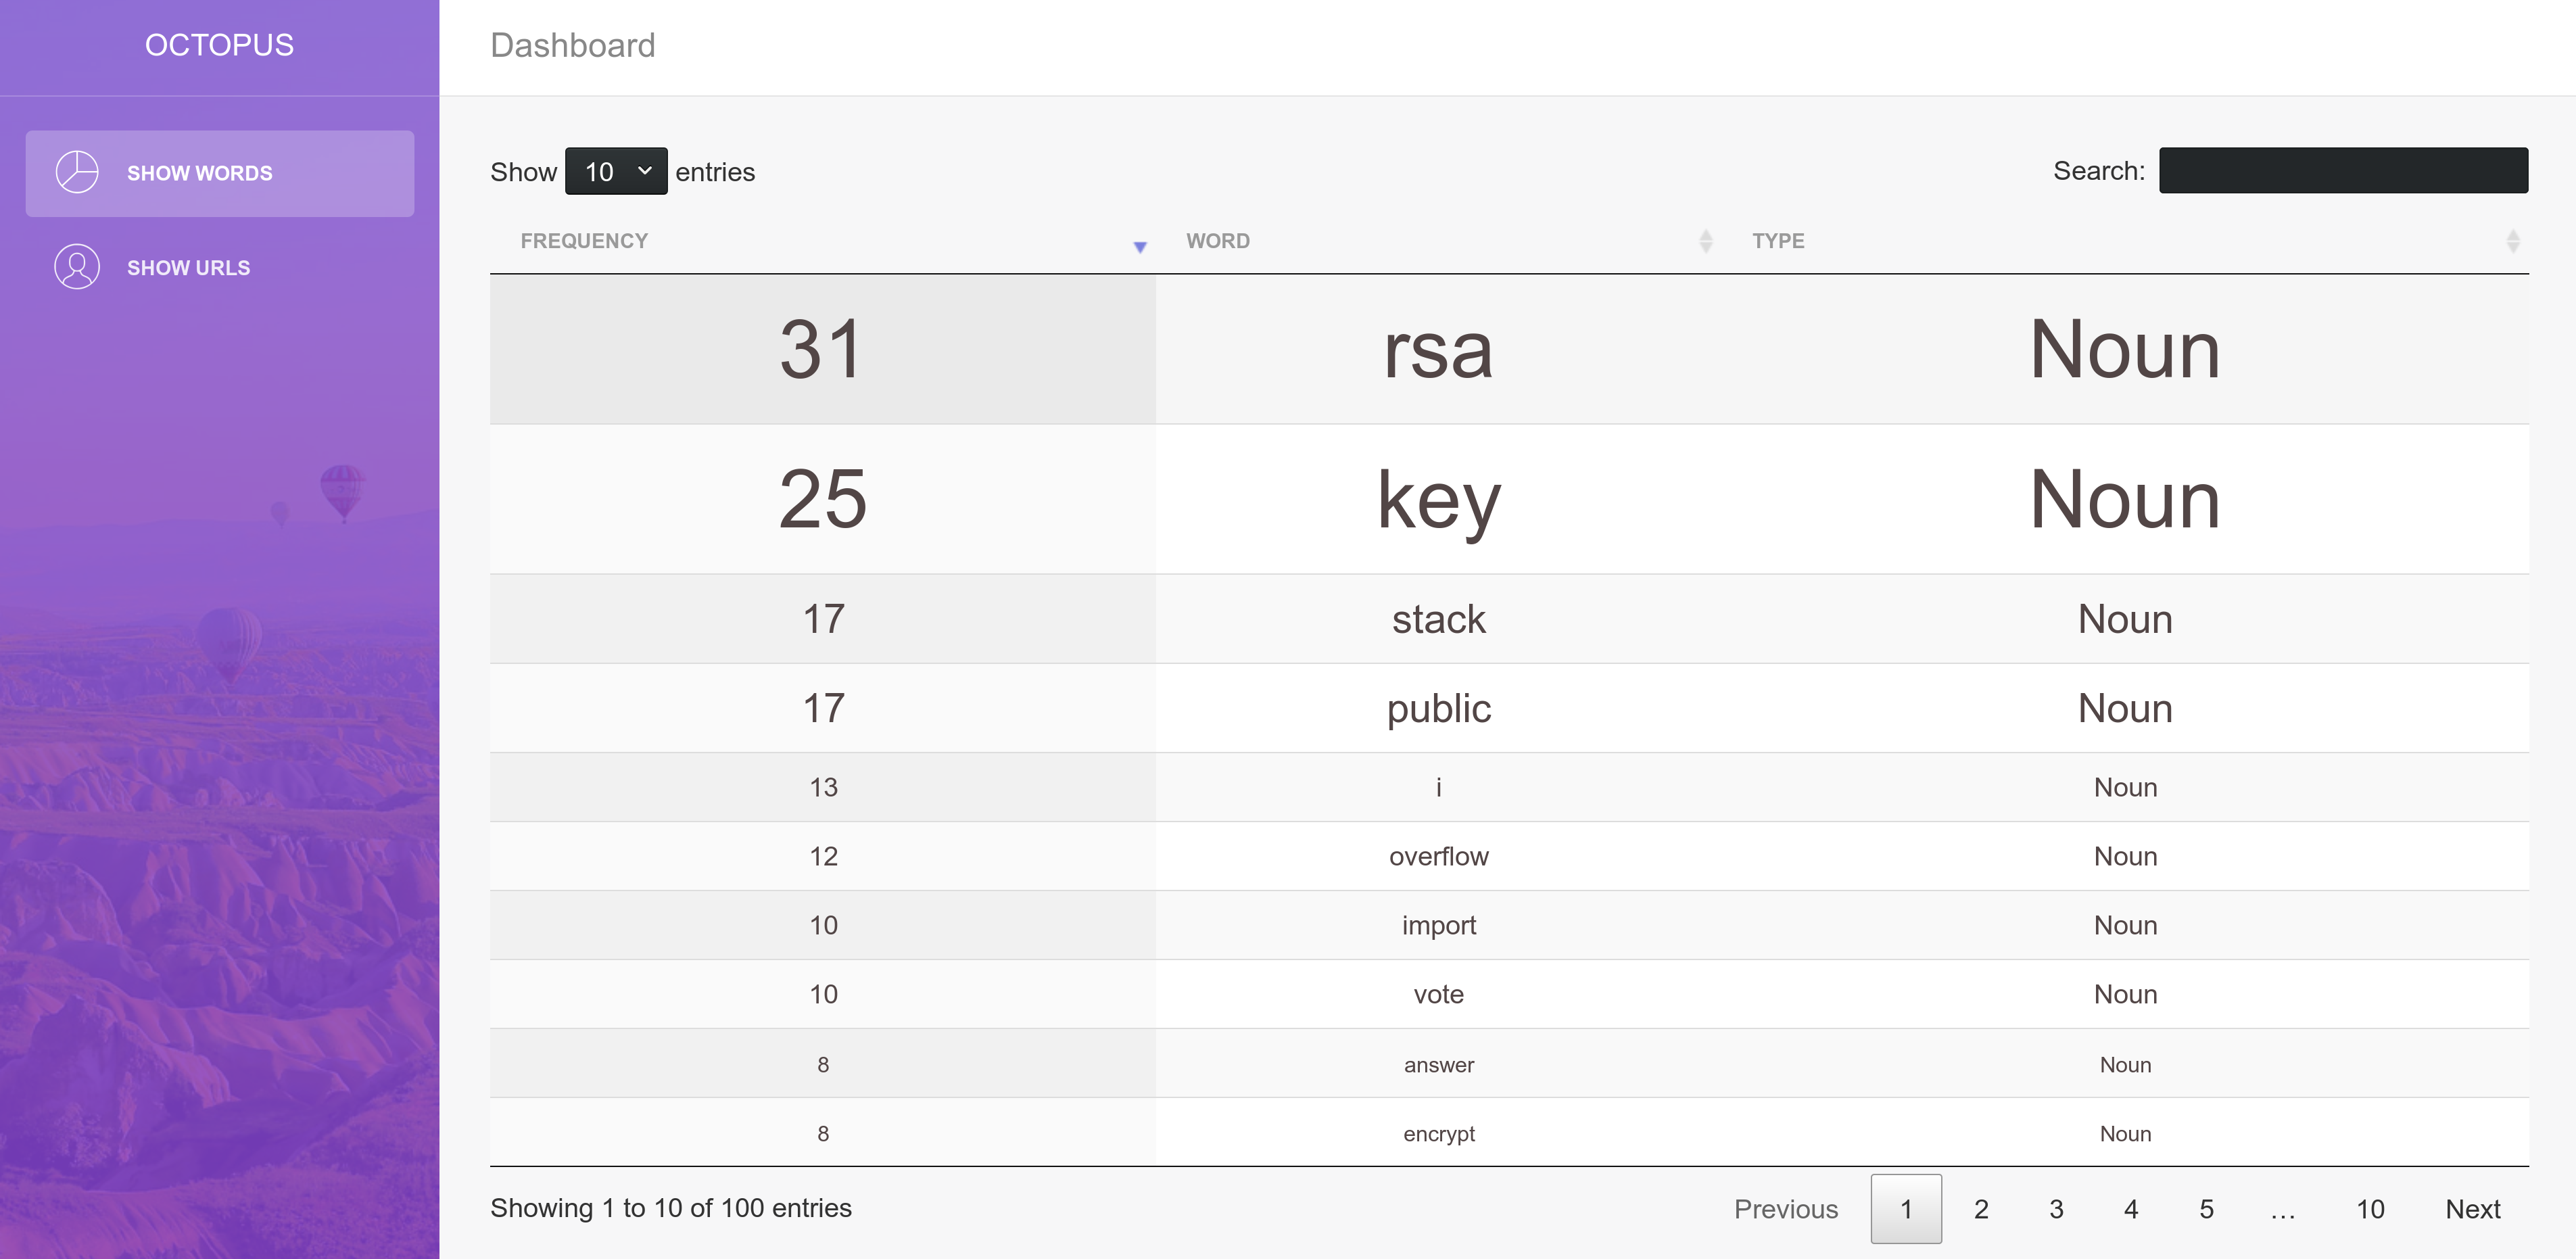 OCTOPUS
Dashboard
SHOW WORDS
SHOW URLS
Show 10 entries
Search:
FREQUENCY WORD TYPE
31 rsa Noun
25 key Noun
17 stack Noun
17 public Noun
13 i Noun
12 overflow Noun
10 import Noun
10 vote Noun
8 answer Noun
8 encrypt Noun
Showing 1 to 10 of 100 entries
Previous 1 2 3 4 5 … 10 Next